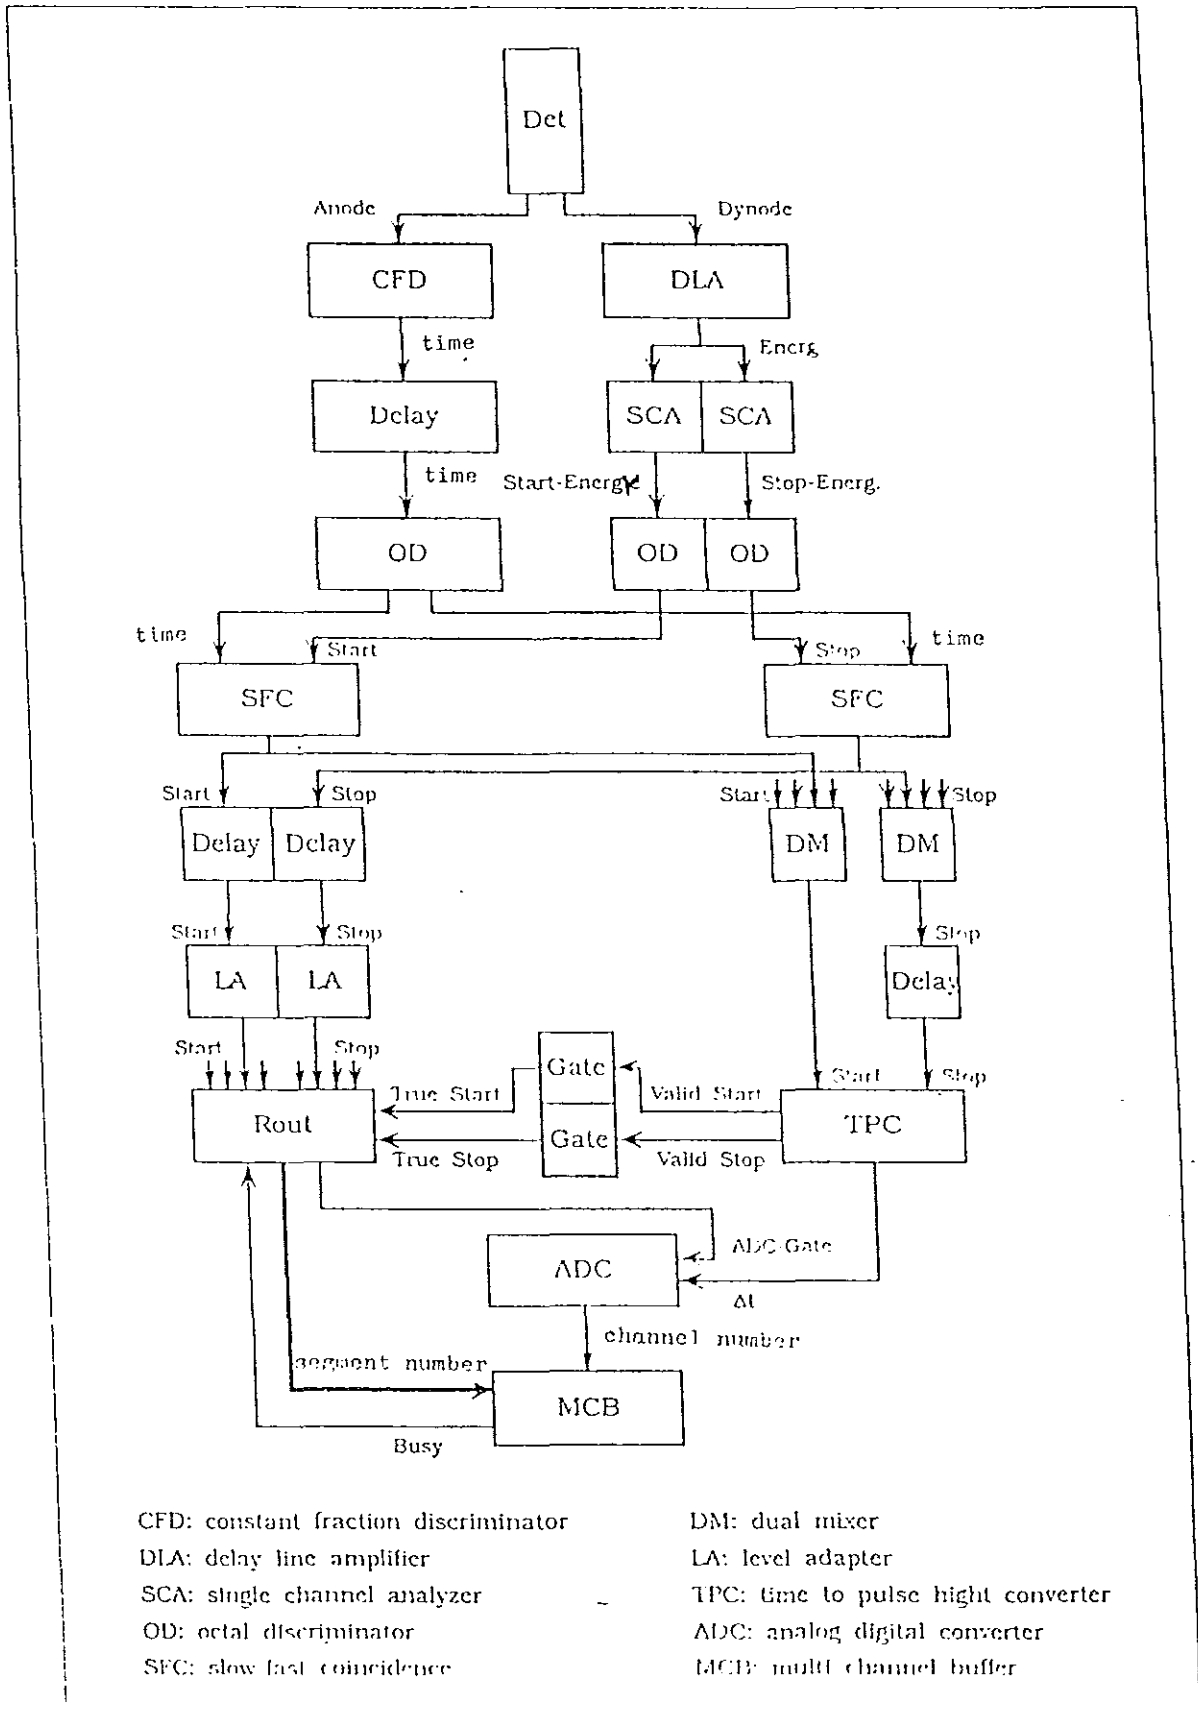 Det
Anode
Dynode
CFD
DLA
time
Energ
Delay
SCA
SCA
time
Start-Energie
Stop-Energ.
OD
OD
OD
time
Start
Stop
time
SFC
SFC
Start
Stop
Start
Stop
Delay
Delay
DM
DM
Start
Stop
Stop
LA
LA
Delay
Start
Stop
Gate
Start
Stop
True Start
Valid Start
Rout
Gate
TPC
True Stop
Valid Stop
ADC-Gate
ADC
Δt
channel number
segment number
MCB
Busy
CFD: constant fraction discriminator
DLA: delay line amplifier
SCA: single channel analyzer
OD: octal discriminator
SFC: slow fast coincidence
DM: dual mixer
LA: level adapter
TPC: time to pulse hight converter
ADC: analog digital converter
MCB: multi channel buffer